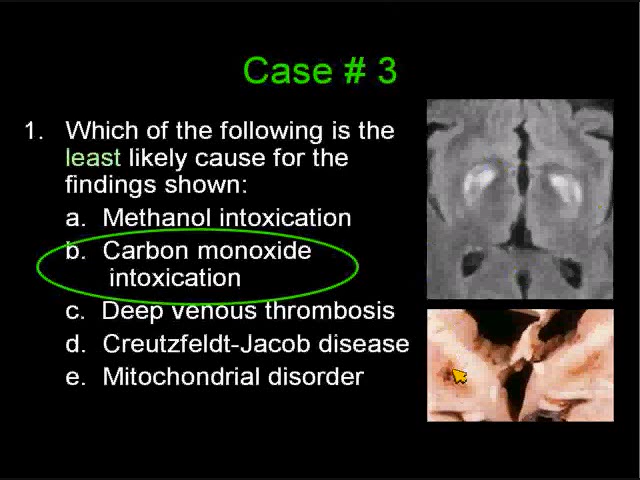 Case # 3
1. Which of the following is the
least likely cause for the
findings shown:
a. Methanol intoxication
b. Carbon monoxide
intoxication
c. Deep venous thrombosis
d. Creutzfeldt-Jacob disease
e. Mitochondrial disorder